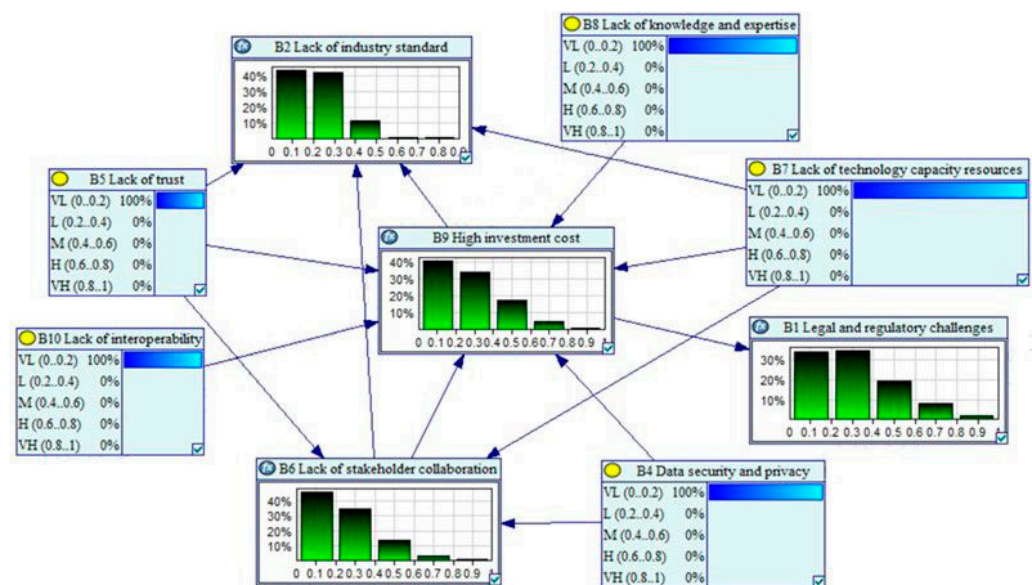 B8 Lack of knowledge and expertise
VL (0..0.2) 100%
L (0.2..0.4) 0%
M (0.4..0.6) 0%
H (0.6..0.8) 0%
VH (0.8..1) 0%
B2 Lack of industry standard
40%
30%
20%
10%
0 0.1 0.2 0.3 0.4 0.5 0.6 0.7 0.8 0.9
B5 Lack of trust
VL (0..0.2) 100%
L (0.2..0.4) 0%
M (0.4..0.6) 0%
H (0.6..0.8) 0%
VH (0.8..1) 0%
B7 Lack of technology capacity resources
VL (0..0.2) 100%
L (0.2..0.4) 0%
M (0.4..0.6) 0%
H (0.6..0.8) 0%
VH (0.8..1) 0%
B9 High investment cost
40%
30%
20%
10%
0 0.1 0.2 0.3 0.4 0.5 0.6 0.7 0.8 0.9 1
B10 Lack of interoperability
VL (0..0.2) 100%
L (0.2..0.4) 0%
M (0.4..0.6) 0%
H (0.6..0.8) 0%
VH (0.8..1) 0%
B1 Legal and regulatory challenges
30%
20%
10%
0 0.1 0.2 0.3 0.4 0.5 0.6 0.7 0.8 0.9 1
B6 Lack of stakeholder collaboration
40%
30%
20%
10%
0 0.1 0.2 0.3 0.4 0.5 0.6 0.7 0.8 0.9 1
B4 Data security and privacy
VL (0..0.2) 100%
L (0.2..0.4) 0%
M (0.4..0.6) 0%
H (0.6..0.8) 0%
VH (0.8..1) 0%